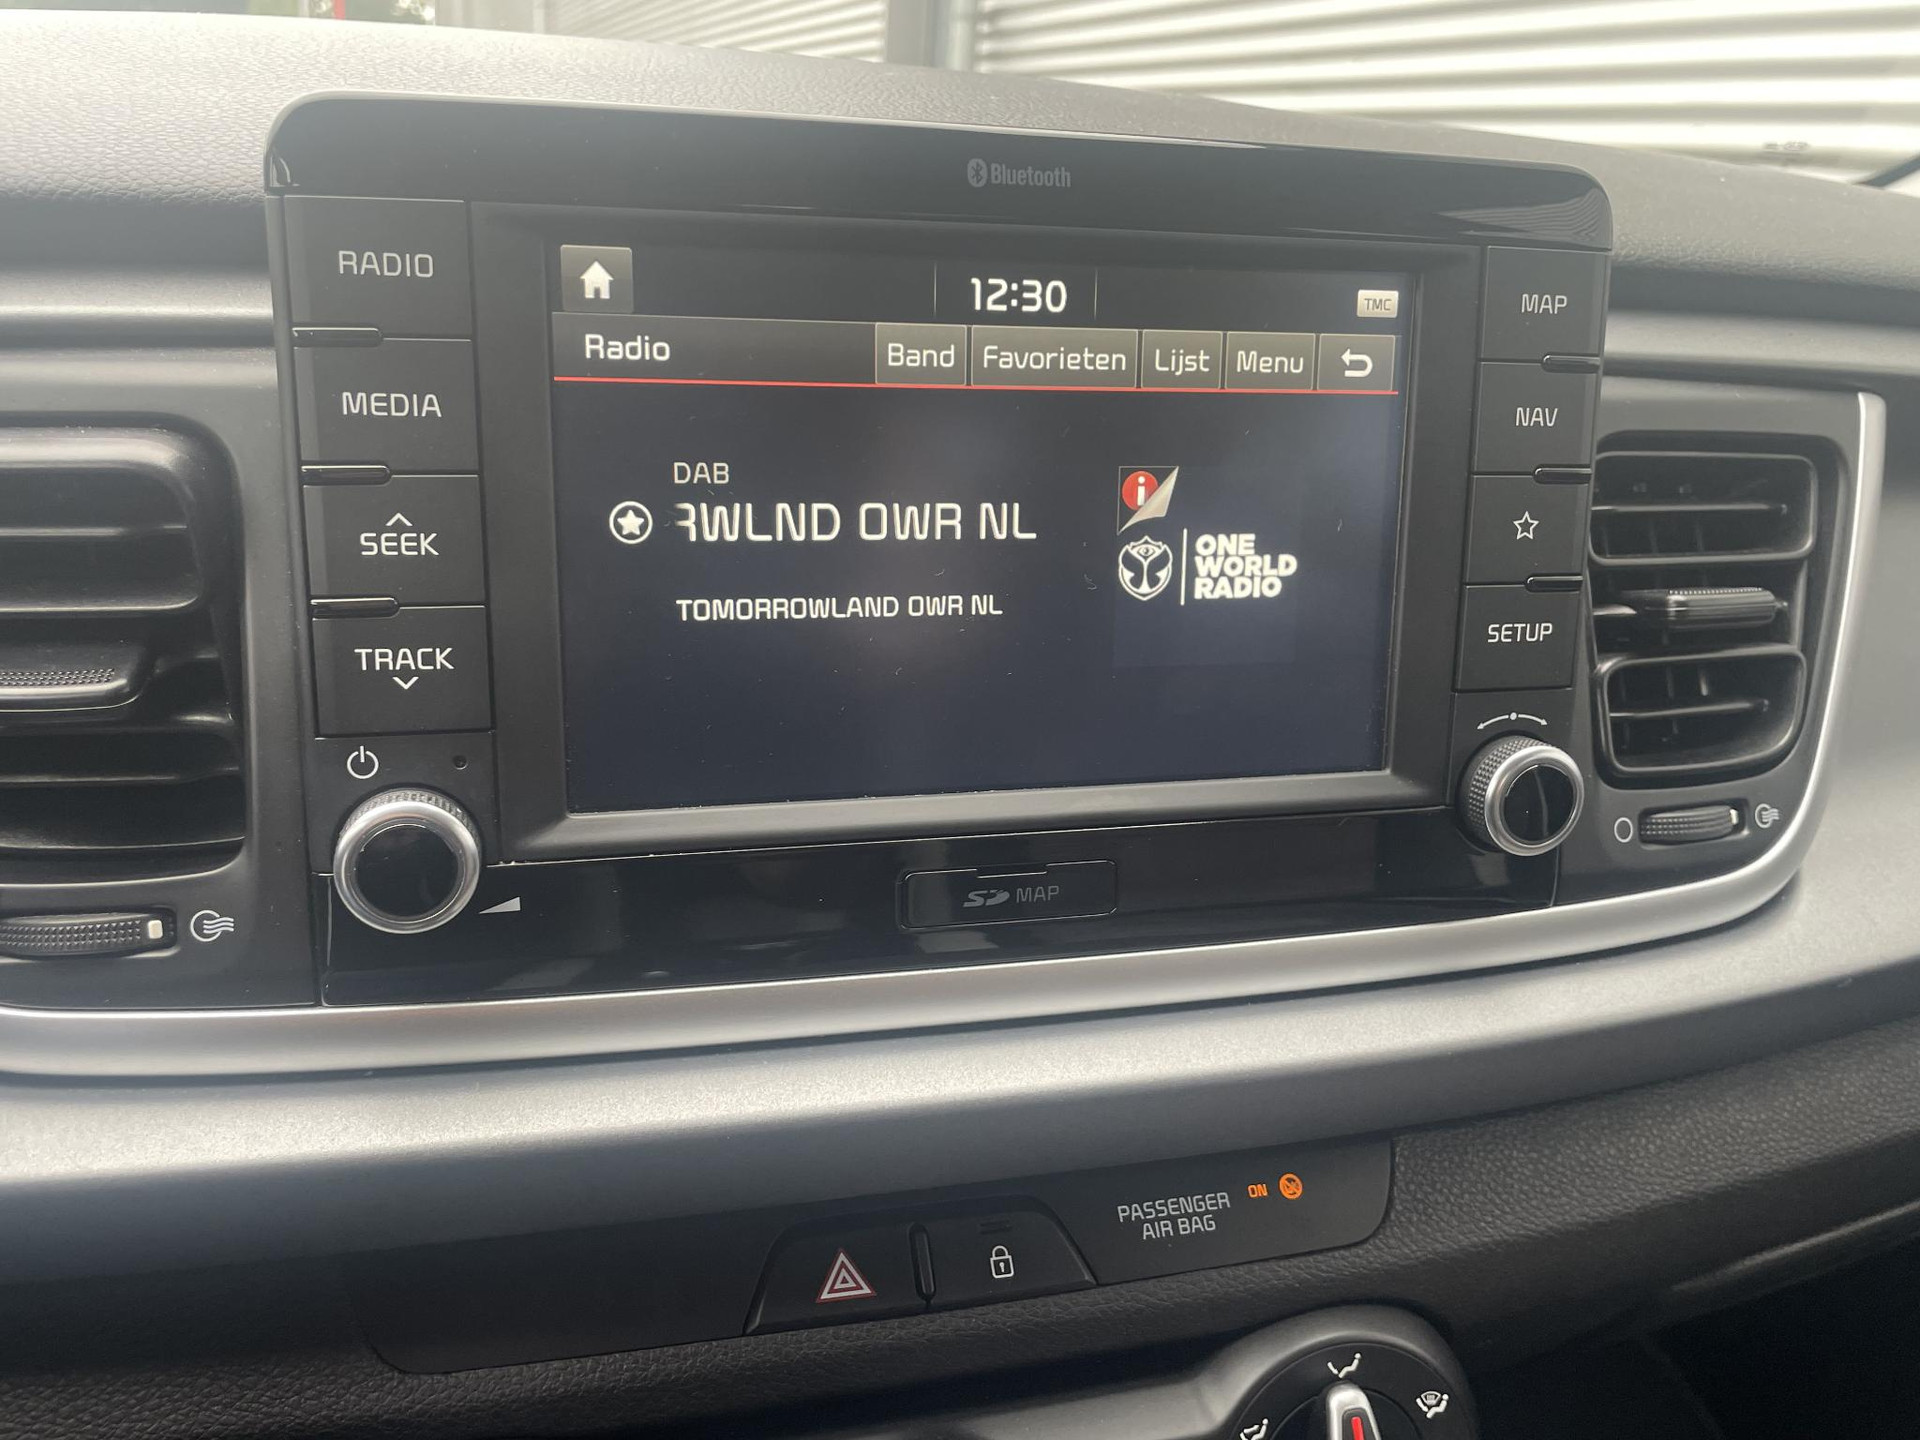 Bluetooth
RADIO
MEDIA
SEEK
TRACK
12:30
TMC
Radio
Band
Favorieten
Lijst
Menu
DAB
RWLND OWR NL
TOMORROWLAND OWR NL
i
ONE
WORLD
RADIO
MAP
NAV
SETUP
SD MAP
PASSENGER
AIR BAG
ON